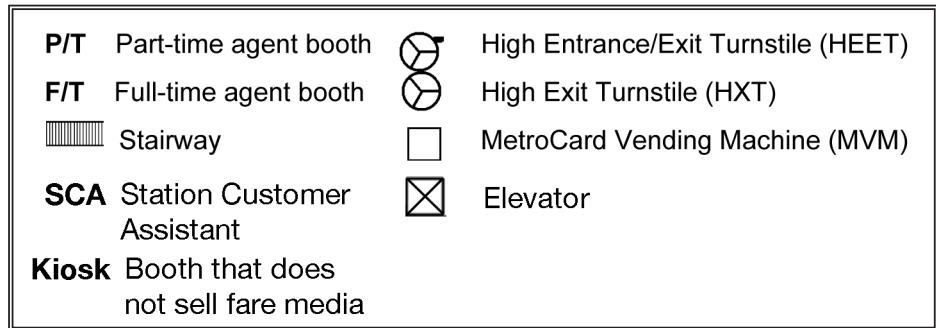 P/T Part-time agent booth
F/T Full-time agent booth
Stairway
SCA Station Customer
Assistant
Kiosk Booth that does
not sell fare media
High Entrance/Exit Turnstile (HEET)
High Exit Turnstile (HXT)
MetroCard Vending Machine (MVM)
Elevator